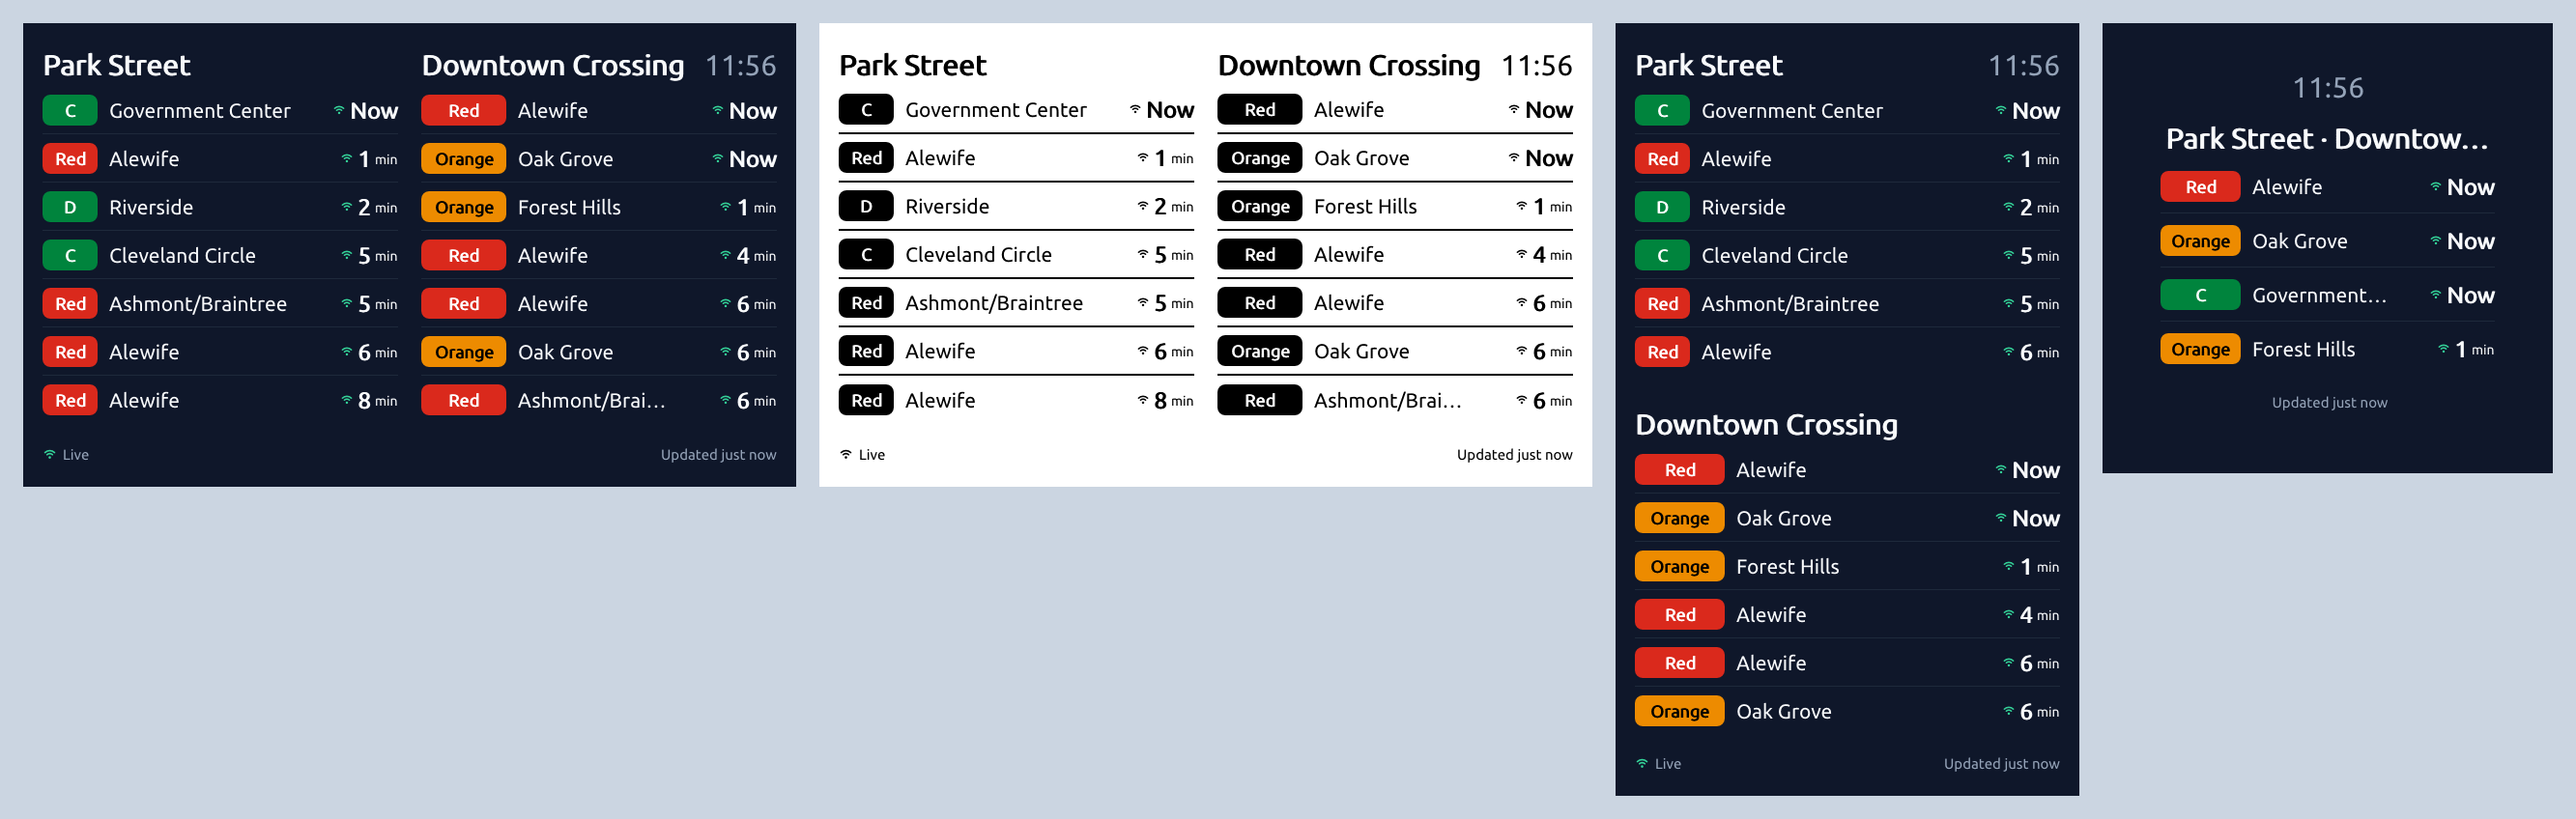 Park Street
C Government Center Now
Red Alewife 1 min
D Riverside 2 min
C Cleveland Circle 5 min
Red Ashmont/Braintree 5 min
Red Alewife 6 min
Red Alewife 8 min
Downtown Crossing 11:56
Red Alewife Now
Orange Oak Grove Now
Orange Forest Hills 1 min
Red Alewife 4 min
Red Alewife 6 min
Orange Oak Grove 6 min
Red Ashmont/Brai... 6 min
Live Updated just now
Park Street
C Government Center Now
Red Alewife 1 min
D Riverside 2 min
C Cleveland Circle 5 min
Red Ashmont/Braintree 5 min
Red Alewife 6 min
Red Alewife 8 min
Downtown Crossing 11:56
Red Alewife Now
Orange Oak Grove Now
Orange Forest Hills 1 min
Red Alewife 4 min
Red Alewife 6 min
Orange Oak Grove 6 min
Red Ashmont/Brai... 6 min
Live Updated just now
Park Street 11:56
C Government Center Now
Red Alewife 1 min
D Riverside 2 min
C Cleveland Circle 5 min
Red Ashmont/Braintree 5 min
Red Alewife 6 min
Downtown Crossing
Red Alewife Now
Orange Oak Grove Now
Orange Forest Hills 1 min
Red Alewife 4 min
Red Alewife 6 min
Orange Oak Grove 6 min
Live Updated just now
11:56
Park Street · Downtow...
Red Alewife Now
Orange Oak Grove Now
C Government... Now
Orange Forest Hills 1 min
Updated just now